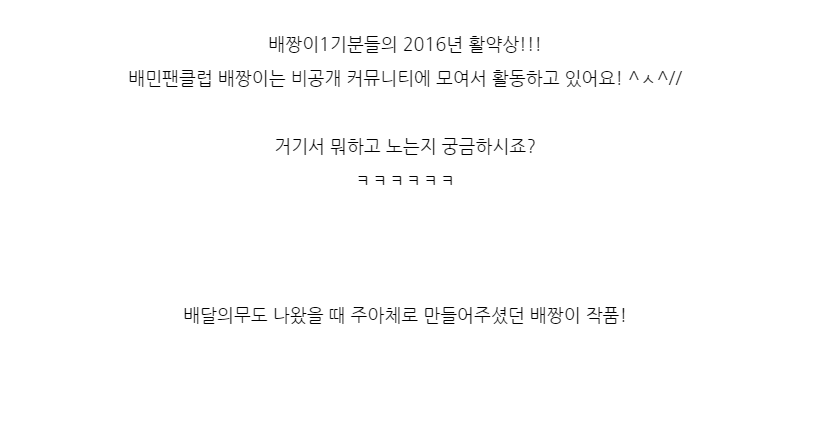 배짱이1기분들의 2016년 활약상!!!
배민팬클럽 배짱이는 비공개 커뮤니티에 모여서 활동하고 있어요! ^ㅅ^//
거기서 뭐하고 노는지 궁금하시죠?
ㅋㅋㅋㅋㅋㅋ
배달의무도 나왔을 때 주아체로 만들어주셨던 배짱이 작품!